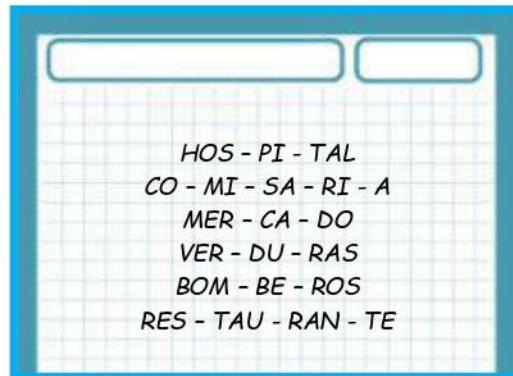 HOS – PI - TAL
CO – MI – SA – RI - A
MER – CA – DO
VER – DU – RAS
BOM – BE – ROS
RES – TAU - RAN - TE